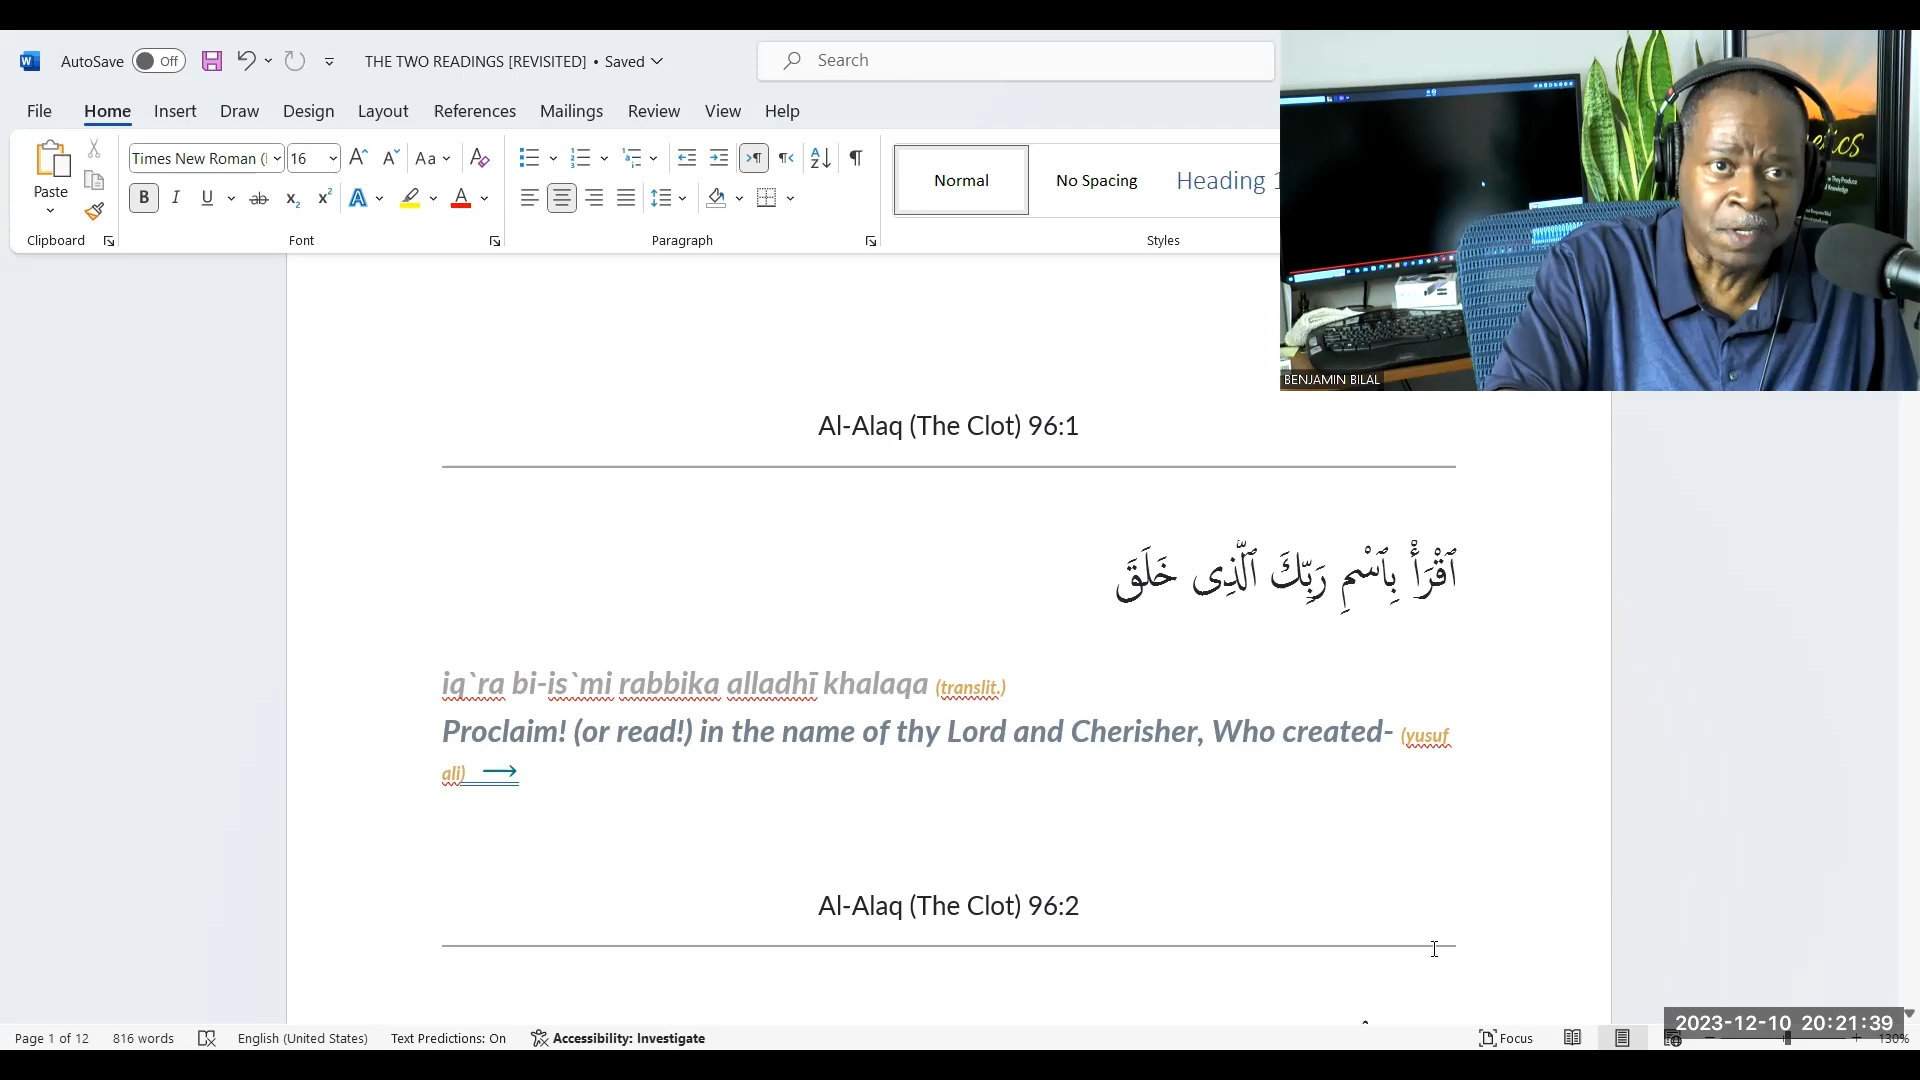 AutoSave Off THE TWO READINGS [REVISITED] • Saved Search
File Home Insert Draw Design Layout References Mailings Review View Help
Paste Times New Roman ( 16 Aa Normal No Spacing Heading 1
B I U ab x₂ x² A A
Clipboard Font Paragraph Styles
BENJAMIN BILAL
Al-Alaq (The Clot) 96:1
ٱقْرَأْ بِٱسْمِ رَبِّكَ ٱلَّذِى خَلَقَ
iq`ra bi-is`mi rabbika alladhī khalaqa (translit.)
Proclaim! (or read!) in the name of thy Lord and Cherisher, Who created- (yusuf
ali) ⟶
Al-Alaq (The Clot) 96:2
2023-12-10 20:21:39
Page 1 of 12 816 words English (United States) Text Predictions: On Accessibility: Investigate Focus 130%